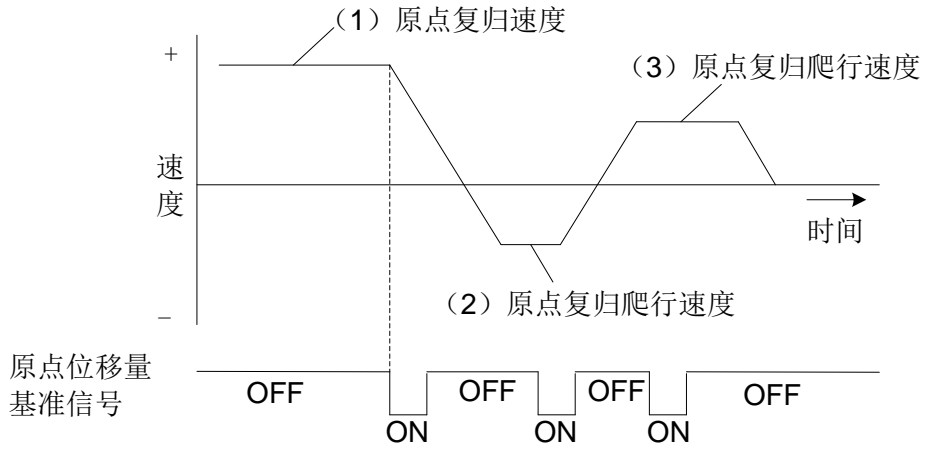 （1）原点复归速度
+
（3）原点复归爬行速度
速
度
时间
（2）原点复归爬行速度
−
原点位移量
基准信号
OFF OFF OFF OFF
ON ON ON